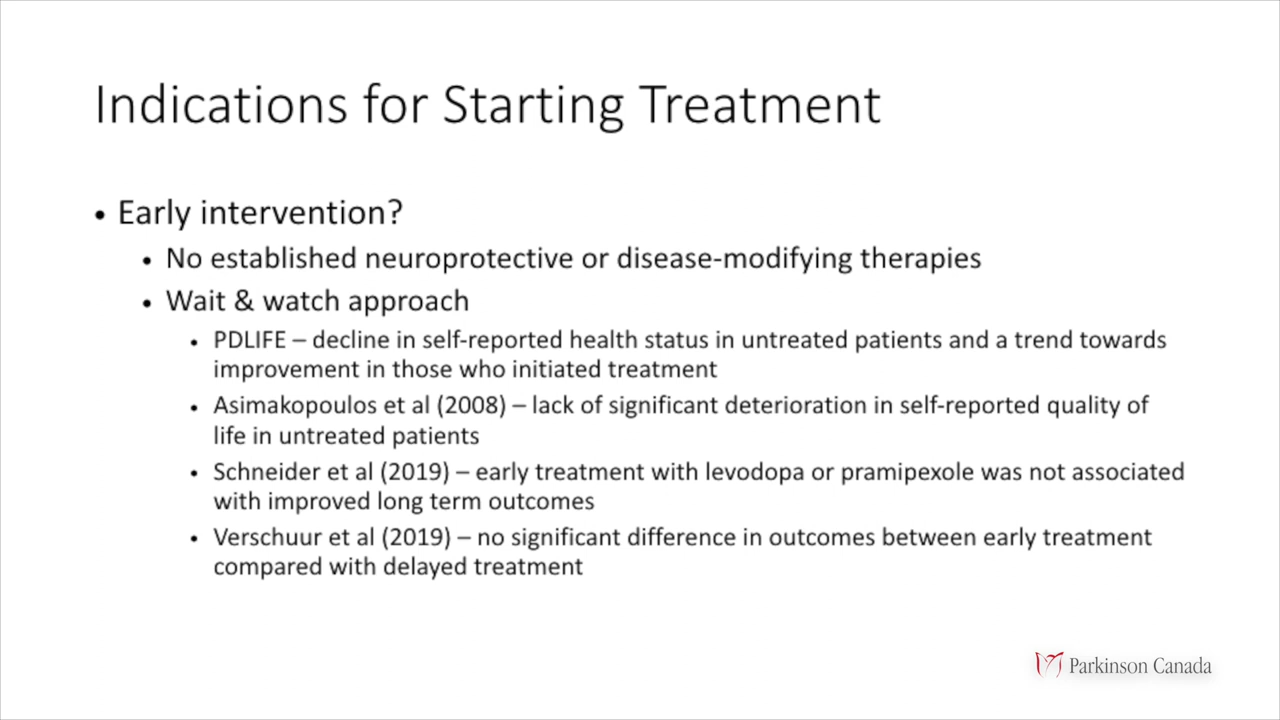 Indications for Starting Treatment
• Early intervention?
• No established neuroprotective or disease-modifying therapies
• Wait & watch approach
• PDLIFE – decline in self-reported health status in untreated patients and a trend towards
improvement in those who initiated treatment
• Asimakopoulos et al (2008) – lack of significant deterioration in self-reported quality of
life in untreated patients
• Schneider et al (2019) – early treatment with levodopa or pramipexole was not associated
with improved long term outcomes
• Verschuur et al (2019) – no significant difference in outcomes between early treatment
compared with delayed treatment
Parkinson Canada